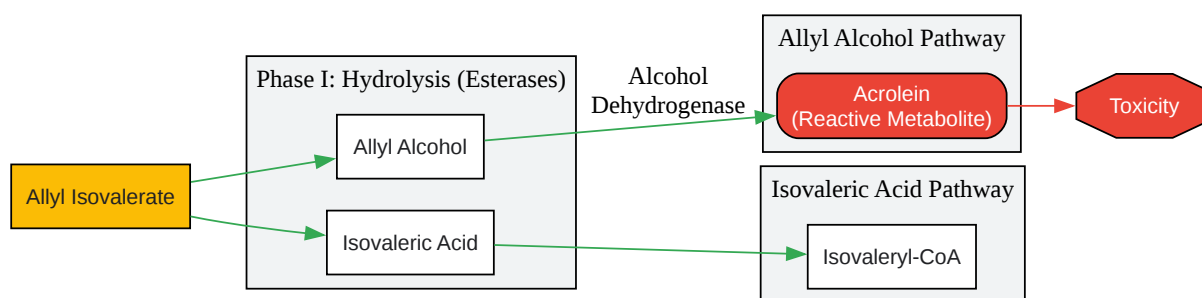 Allyl Isovalerate
Phase I: Hydrolysis (Esterases)
Allyl Alcohol
Isovaleric Acid
Alcohol
Dehydrogenase
Allyl Alcohol Pathway
Acrolein
(Reactive Metabolite)
Toxicity
Isovaleric Acid Pathway
Isovaleryl-CoA